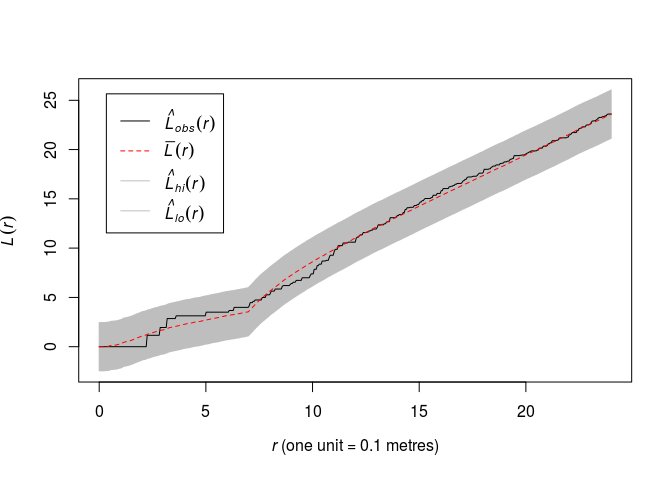 L̂obs(r)
L̄(r)
L̂hi(r)
L̂lo(r)
L(r)
25
20
15
10
5
0
0 5 10 15 20
r (one unit = 0.1 metres)